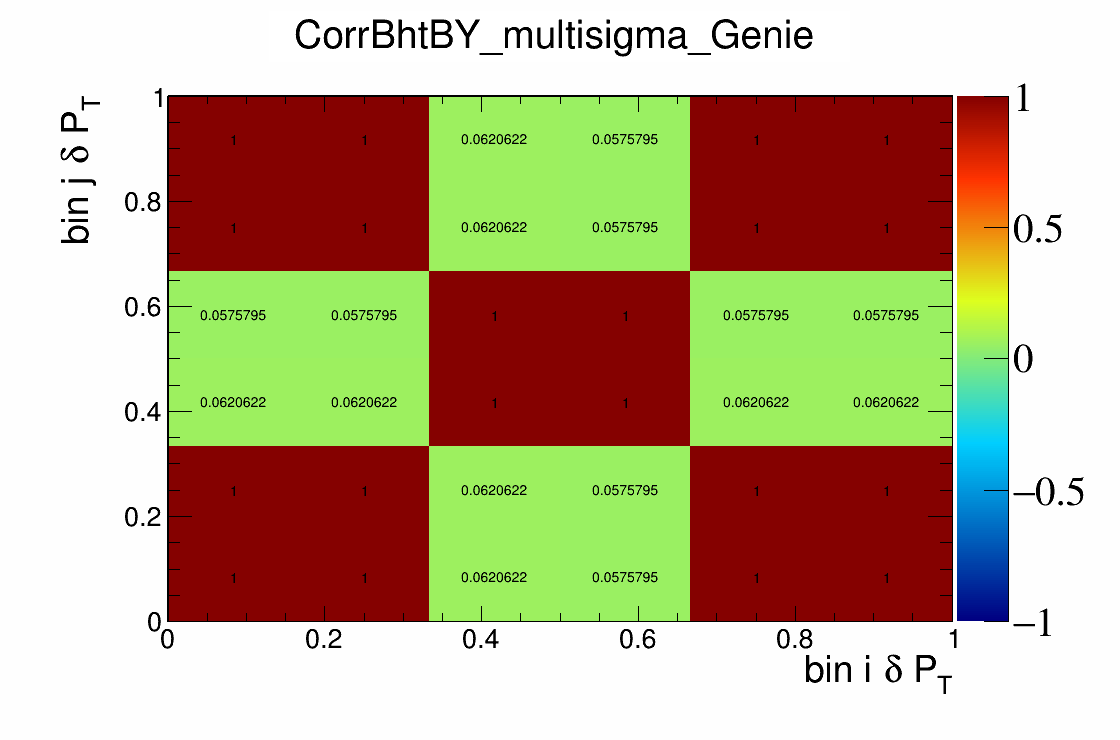 CorrBhtBY_multisigma_Genie
bin j δ P_T
1
0.8
0.6
0.4
0.2
0
1 1 0.0620622 0.0575795 1 1
1 1 0.0620622 0.0575795 1 1
0.0575795 0.0575795 1 1 0.0575795 0.0575795
0.0620622 0.0620622 1 1 0.0620622 0.0620622
1 1 0.0620622 0.0575795 1 1
1 1 0.0620622 0.0575795 1 1
0 0.2 0.4 0.6 0.8 1
bin i δ P_T
1
0.5
0
−0.5
−1